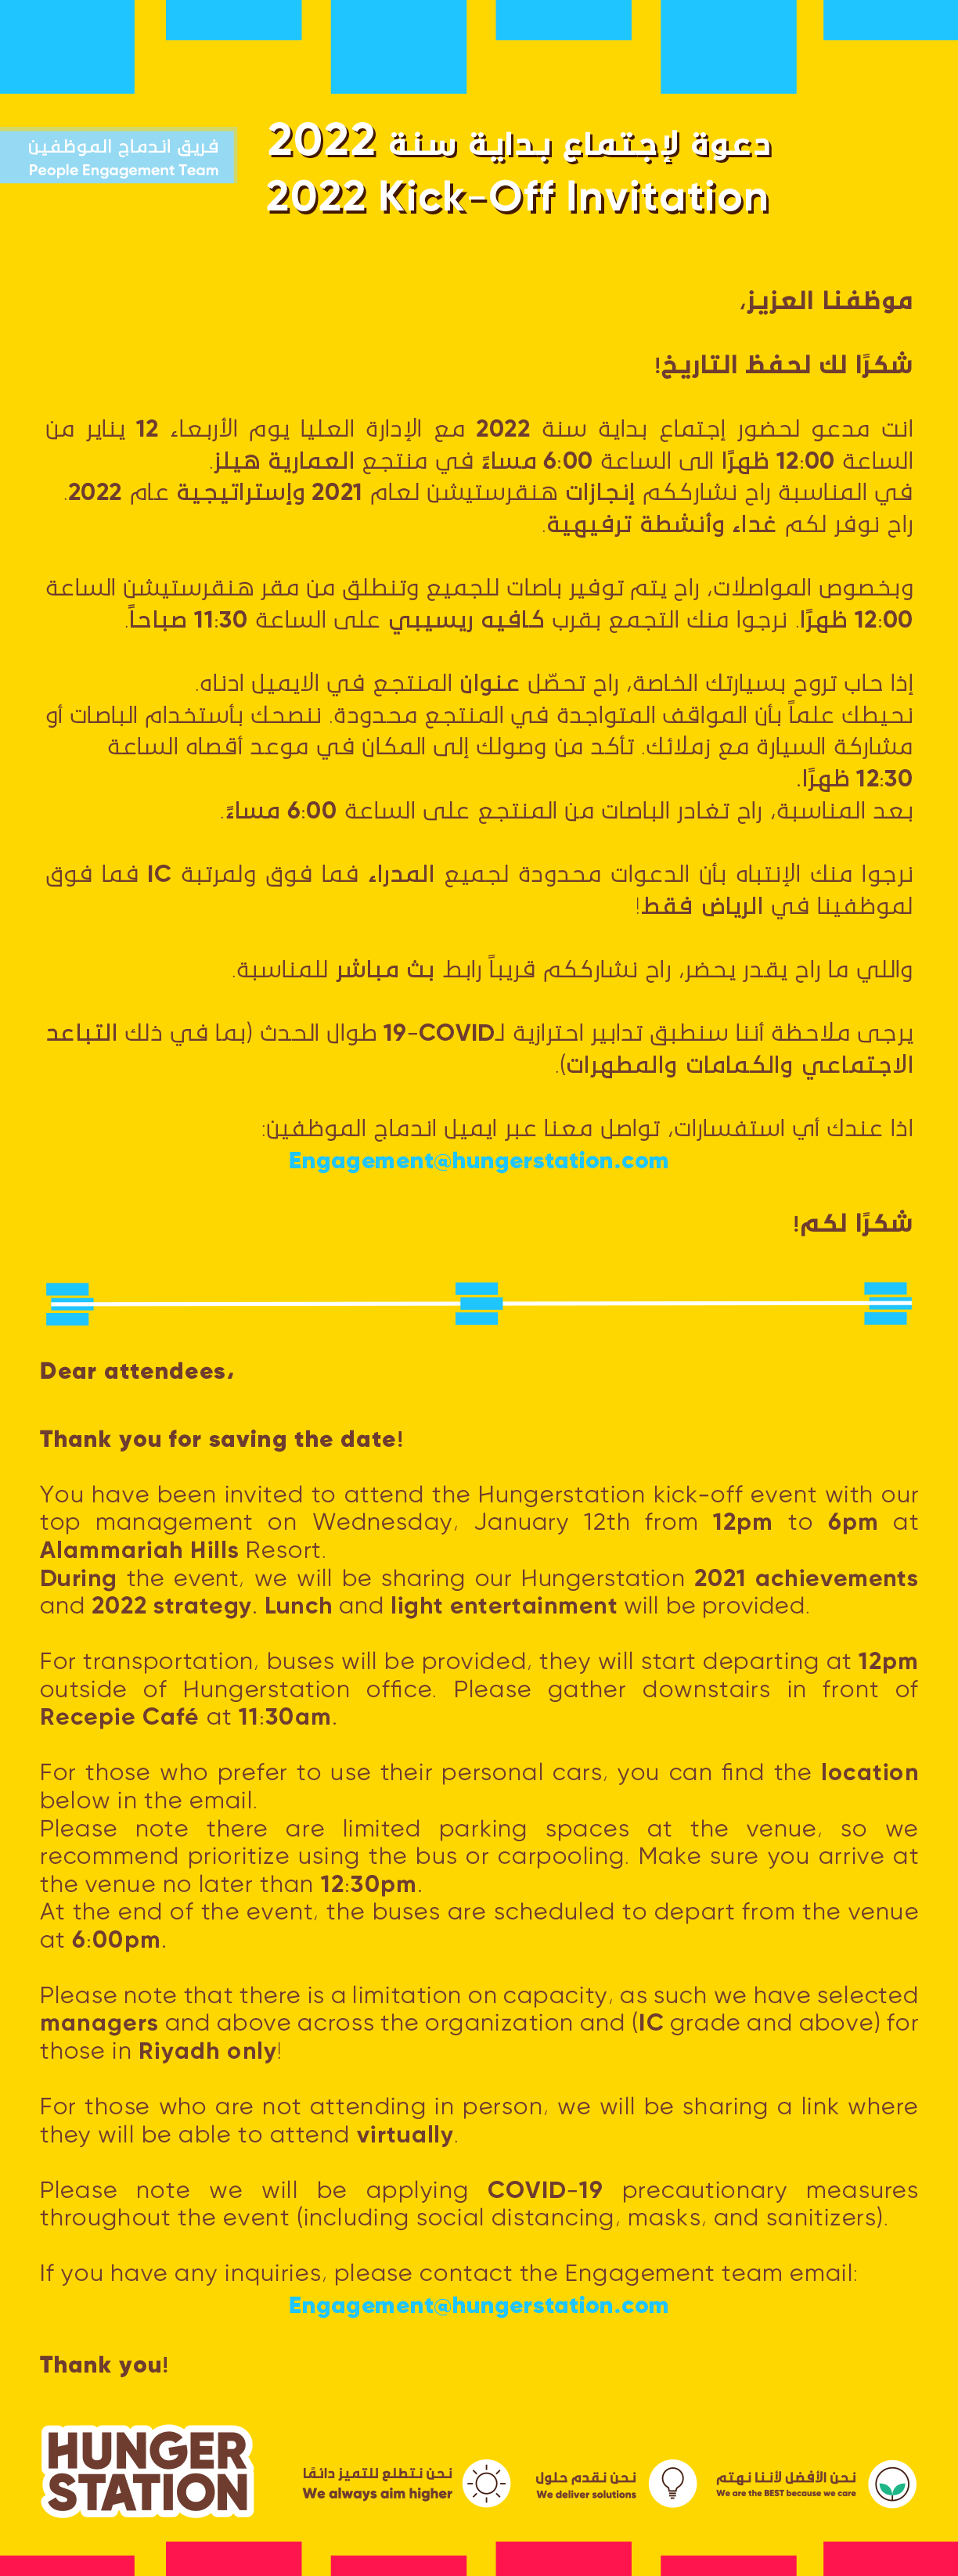 فريق اندماج الموظفين
People Engagement Team
دعوة لإجتماع بداية سنة 2022
2022 Kick-Off Invitation
موظفنا العزيز،
شكرًا لك لحفظ التاريخ!
انت مدعو لحضور إجتماع بداية سنة 2022 مع الإدارة العليا يوم الأربعاء 12 يناير من
الساعة 12:00 ظهرًا الى الساعة 6:00 مساءً في منتجع العمارية هيلز.
في المناسبة راح نشارككم إنجازات هنقرستيشن لعام 2021 وإستراتيجية عام 2022.
راح نوفر لكم غداء وأنشطة ترفيهية.
وبخصوص المواصلات، راح يتم توفير باصات للجميع وتنطلق من مقر هنقرستيشن الساعة
12:00 ظهرًا. نرجوا منك التجمع بقرب كافيه ريسيبي على الساعة 11:30 صباحاً.
إذا حاب تروح بسيارتك الخاصة، راح تحصّل عنوان المنتجع في الايميل ادناه.
نحيطك علماً بأن المواقف المتواجدة في المنتجع محدودة. ننصحك بأستخدام الباصات أو
مشاركة السيارة مع زملائك. تأكد من وصولك إلى المكان في موعد أقصاه الساعة
12:30 ظهرًا.
بعد المناسبة، راح تغادر الباصات من المنتجع على الساعة 6:00 مساءً.
نرجوا منك الإنتباه بأن الدعوات محدودة لجميع المدراء فما فوق ولمرتبة IC فما فوق
لموظفينا في الرياض فقط!
واللي ما راح يقدر يحضر، راح نشارككم قريباً رابط بث مباشر للمناسبة.
يرجى ملاحظة أننا سنطبق تدابير احترازية لـCOVID-19 طوال الحدث (بما في ذلك التباعد
الاجتماعي والكمامات والمطهرات).
اذا عندك أي استفسارات، تواصل معنا عبر ايميل اندماج الموظفين:
Engagement@hungerstation.com
شكرًا لكم!
Dear attendees،
Thank you for saving the date!
You have been invited to attend the Hungerstation kick-off event with our
top management on Wednesday, January 12th from 12pm to 6pm at
Alammariah Hills Resort.
During the event, we will be sharing our Hungerstation 2021 achievements
and 2022 strategy. Lunch and light entertainment will be provided.
For transportation, buses will be provided, they will start departing at 12pm
outside of Hungerstation office. Please gather downstairs in front of
Recepie Café at 11:30am.
For those who prefer to use their personal cars, you can find the location
below in the email.
Please note there are limited parking spaces at the venue, so we
recommend prioritize using the bus or carpooling. Make sure you arrive at
the venue no later than 12:30pm.
At the end of the event, the buses are scheduled to depart from the venue
at 6:00pm.
Please note that there is a limitation on capacity, as such we have selected
managers and above across the organization and (IC grade and above) for
those in Riyadh only!
For those who are not attending in person, we will be sharing a link where
they will be able to attend virtually.
Please note we will be applying COVID-19 precautionary measures
throughout the event (including social distancing, masks, and sanitizers).
If you have any inquiries, please contact the Engagement team email:
Engagement@hungerstation.com
Thank you!
HUNGER
STATION
نحن نتطلع للتميز دائمًا
We always aim higher
نحن نقدم حلول
We deliver solutions
نحن الأفضل لأننا نهتم
We are the BEST because we care